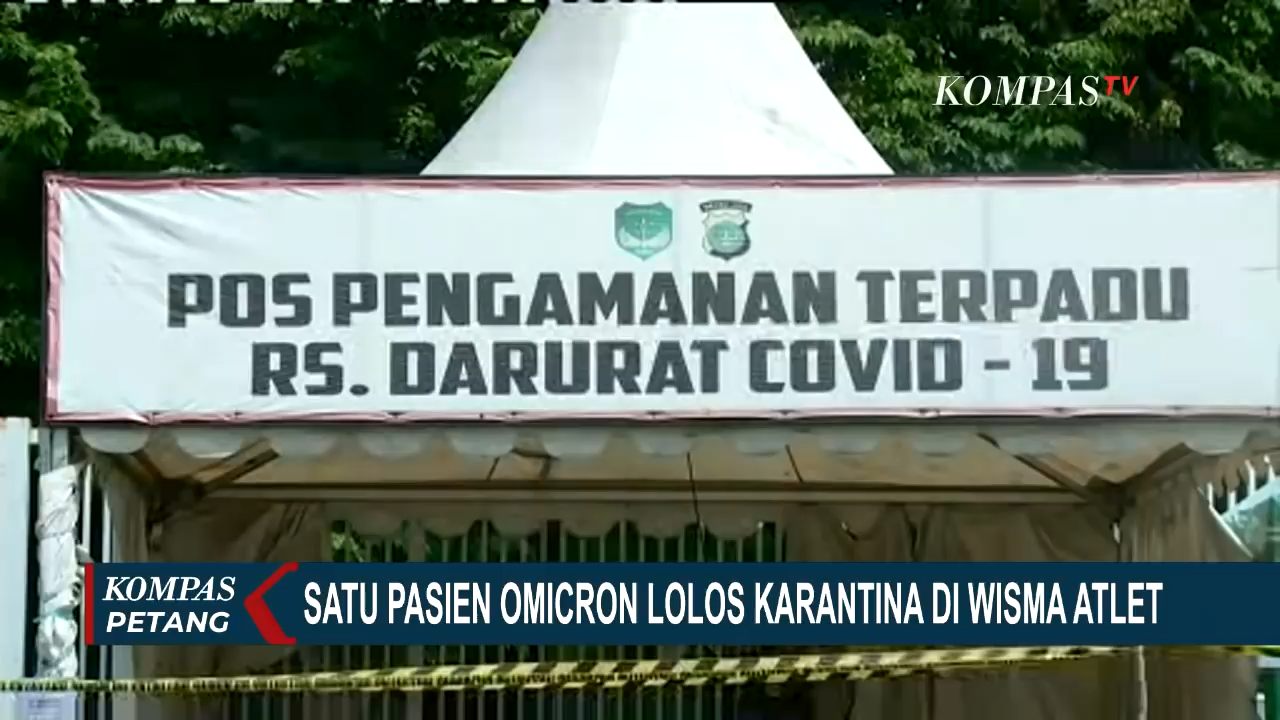 KOMPASTV
POS PENGAMANAN TERPADU
RS. DARURAT COVID - 19
KOMPAS
PETANG
SATU PASIEN OMICRON LOLOS KARANTINA DI WISMA ATLET